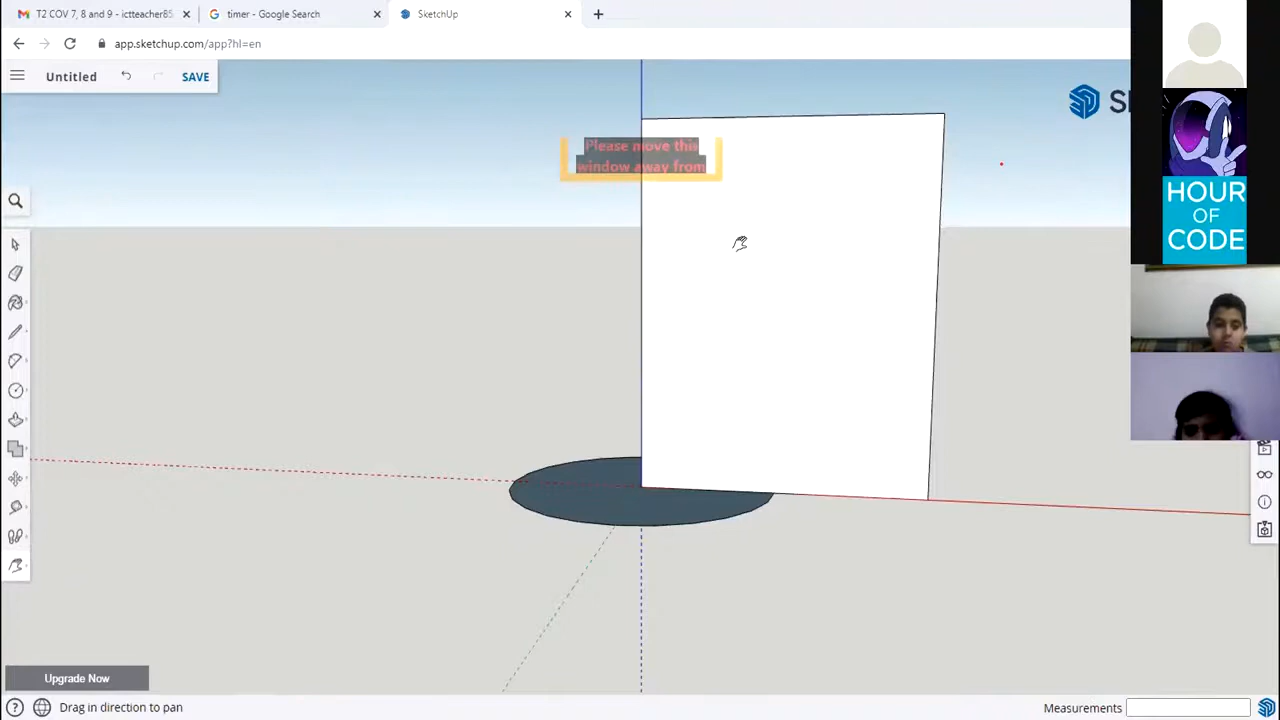 T2 COV 7, 8 and 9 - ictteacher85
timer - Google Search
SketchUp
app.sketchup.com/app?hl=en
Untitled
SAVE
Please move this
window away from
HOUR
OF
CODE
Upgrade Now
Drag in direction to pan
Measurements